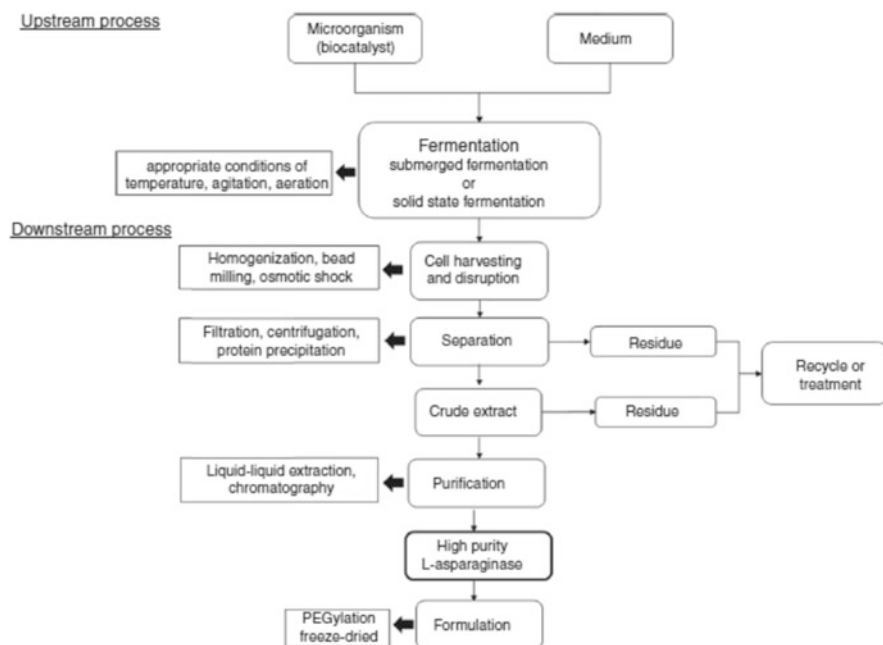 Upstream process
Microorganism
(biocatalyst)
Medium
Fermentation
submerged fermentation
or
solid state fermentation
appropriate conditions of
temperature, agitation, aeration
Downstream process
Homogenization, bead
milling, osmotic shock
Cell harvesting
and disruption
Filtration, centrifugation,
protein precipitation
Separation
Residue
Recycle or
treatment
Crude extract
Residue
Liquid-liquid extraction,
chromatography
Purification
High purity
L-asparaginase
PEGylation
freeze-dried
Formulation